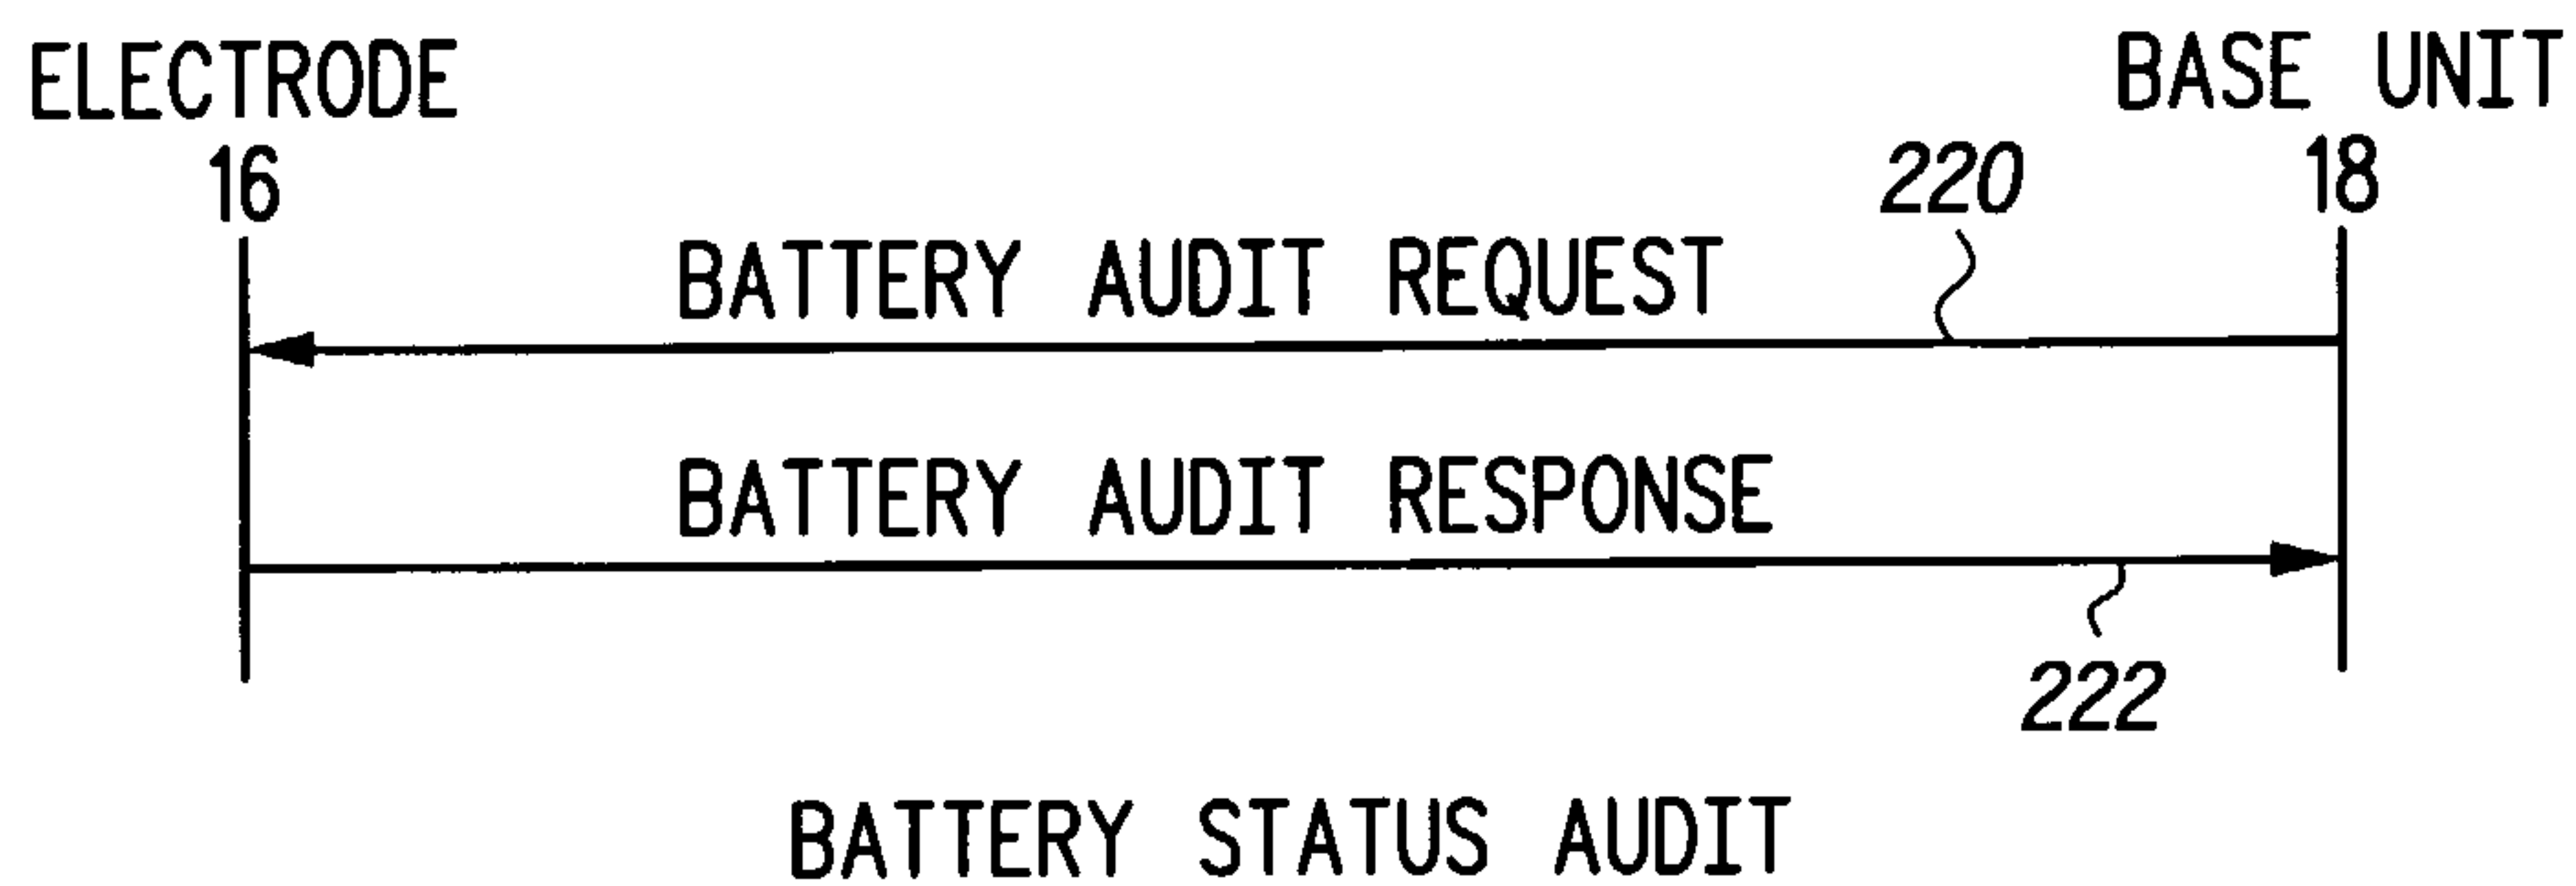 ELECTRODE
16
BASE UNIT
18
220
BATTERY AUDIT REQUEST
BATTERY AUDIT RESPONSE
222
BATTERY STATUS AUDIT